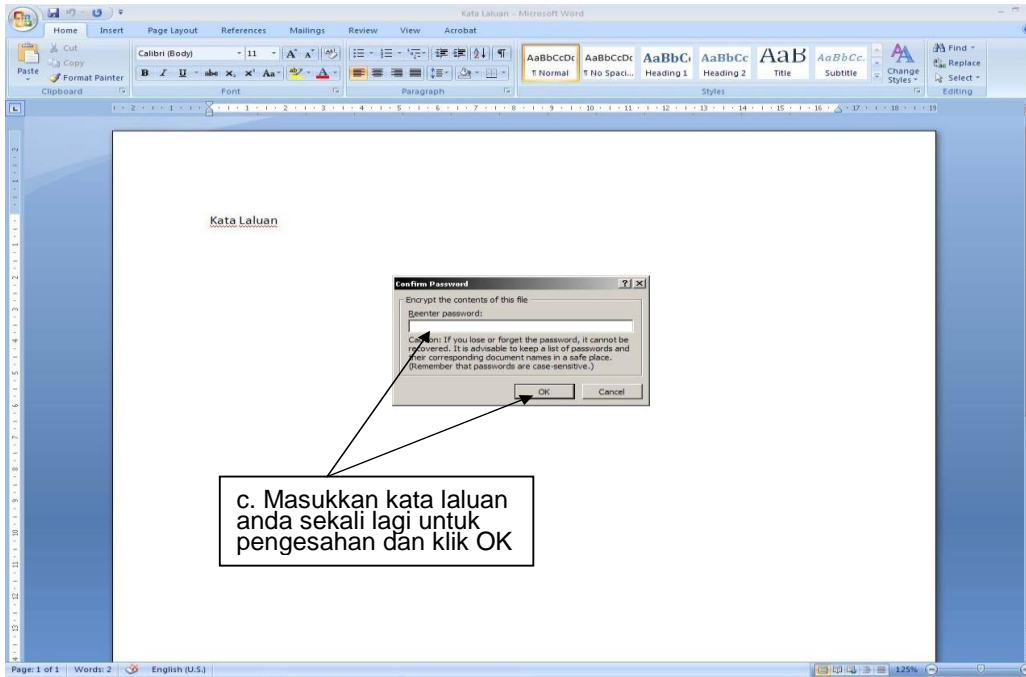 Kata Laluan - Microsoft Word
Home Insert Page Layout References Mailings Review View Acrobat
Paste
Cut
Copy
Format Painter
Clipboard
Calibri (Body) 11
Font
Paragraph
AaBbCcDc AaBbCcDc AaBbC AaBbCc AaB AaBbCc.
¶ Normal ¶ No Spaci... Heading 1 Heading 2 Title Subtitle
Change
Styles
Styles
Find
Replace
Select
Editing
Kata Laluan
Confirm Password
Encrypt the contents of this file
Reenter password:
Caution: If you lose or forget the password, it cannot be
recovered. It is advisable to keep a list of passwords and
their corresponding document names in a safe place.
(Remember that passwords are case-sensitive.)
OK Cancel
c. Masukkan kata laluan
anda sekali lagi untuk
pengesahan dan klik OK
Page: 1 of 1 Words: 2 English (U.S.) 125%